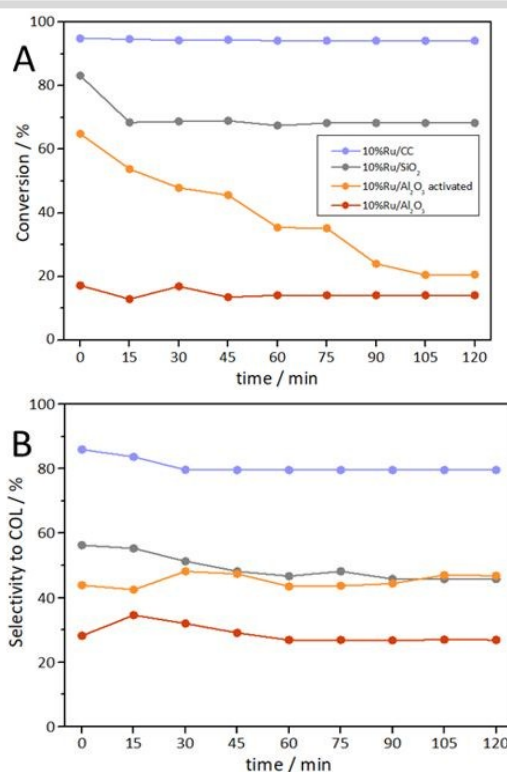 A
Conversion / %
100
80
60
40
20
0
10%Ru/CC
10%Ru/SiO₂
10%Ru/Al₂O₃ activated
10%Ru/Al₂O₃
0 15 30 45 60 75 90 105 120
time / min
B
Selectivity to COL / %
100
80
60
40
20
0
0 15 30 45 60 75 90 105 120
time / min